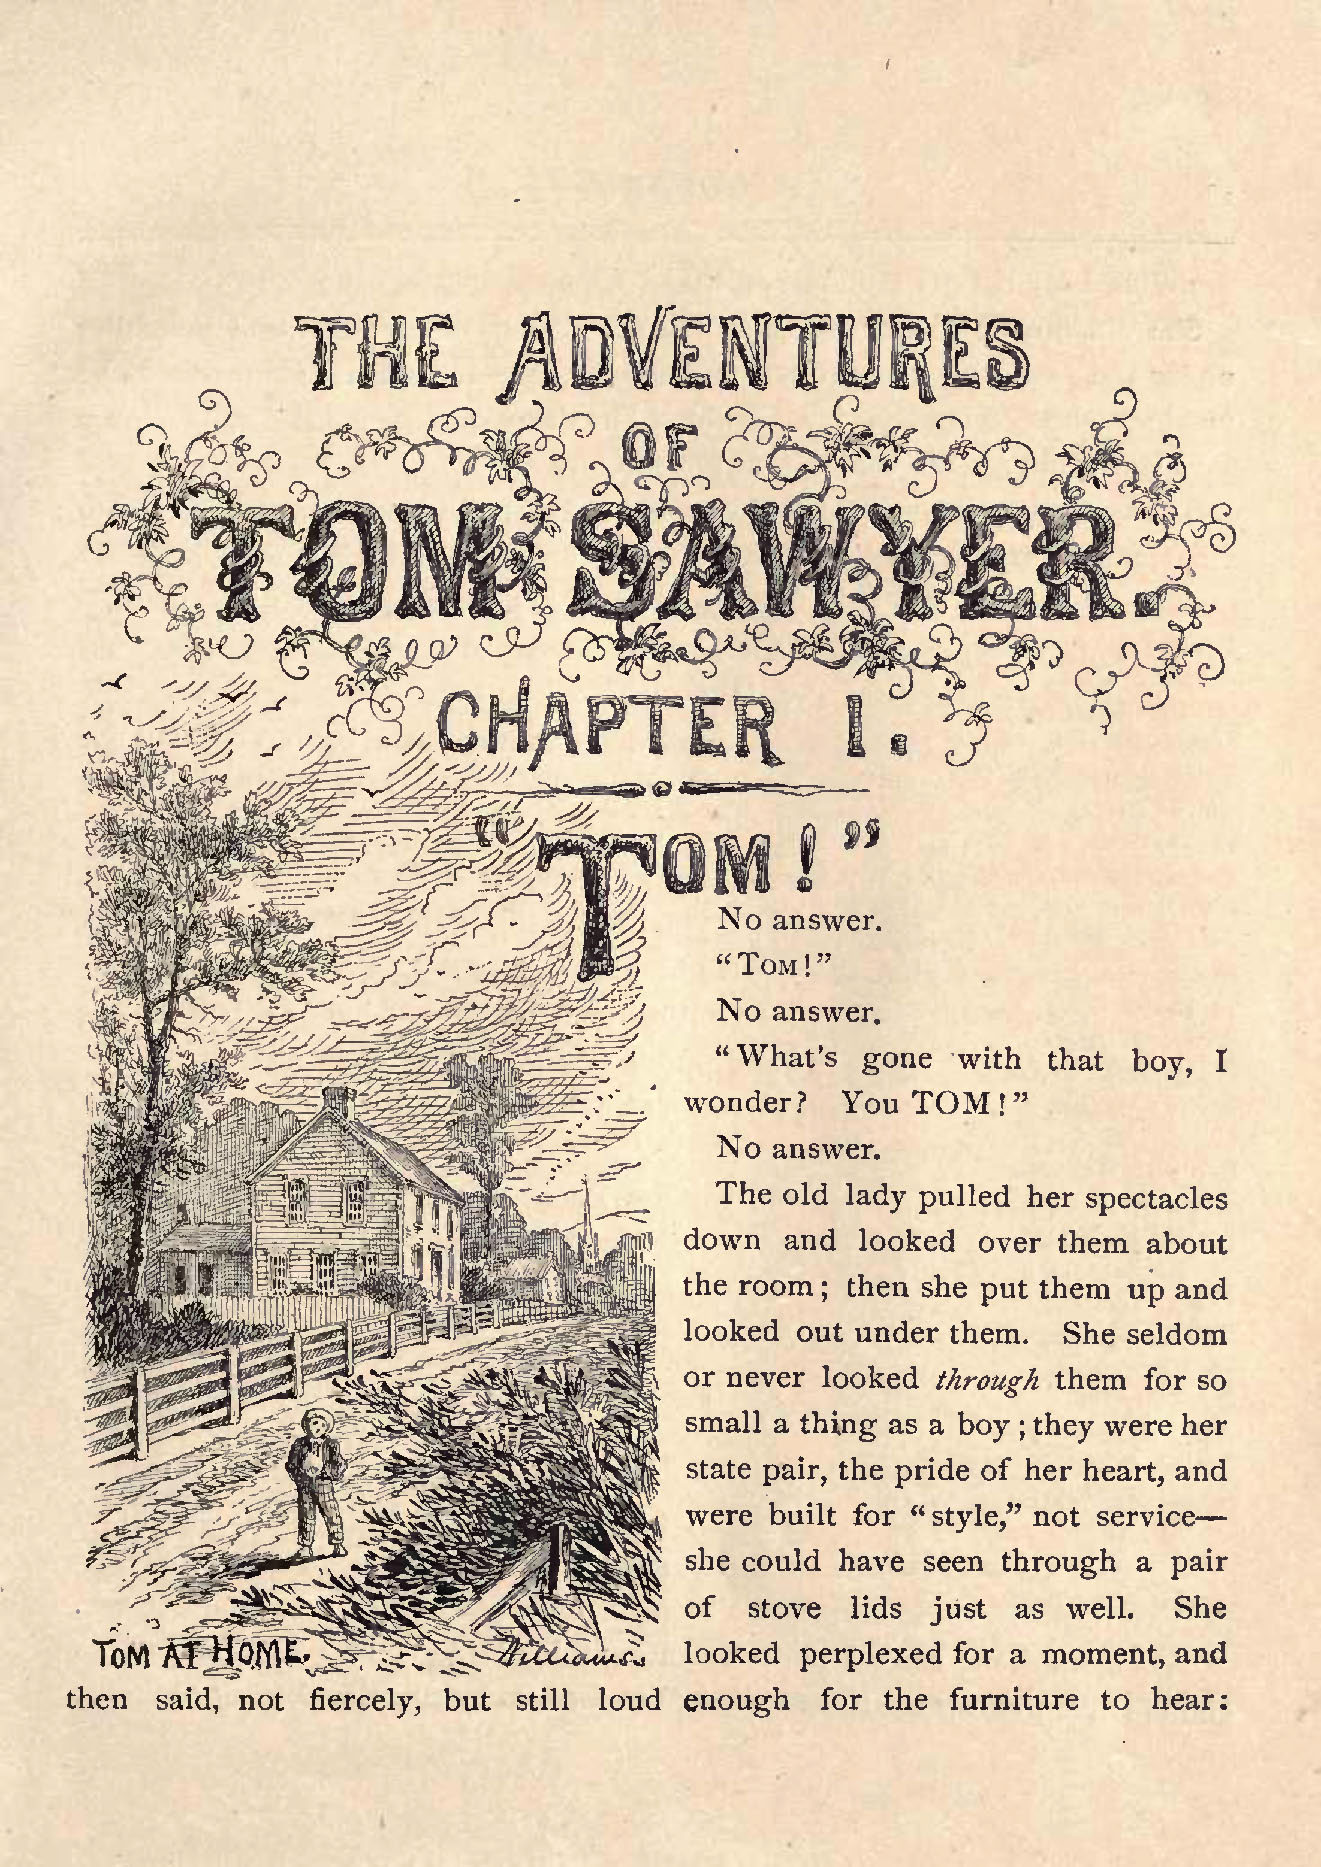 THE ADVENTURES
OF
TOM SAWYER.
CHAPTER I.
"TOM!"
No answer.
"TOM!"
No answer.
"What's gone with that boy, I
wonder? You TOM!"
No answer.
The old lady pulled her spectacles
down and looked over them about
the room; then she put them up and
looked out under them. She seldom
or never looked through them for so
small a thing as a boy; they were her
state pair, the pride of her heart, and
were built for "style," not service—
she could have seen through a pair
of stove lids just as well. She
looked perplexed for a moment, and
then said, not fiercely, but still loud enough for the furniture to hear:
TOM AT HOME.
Williams